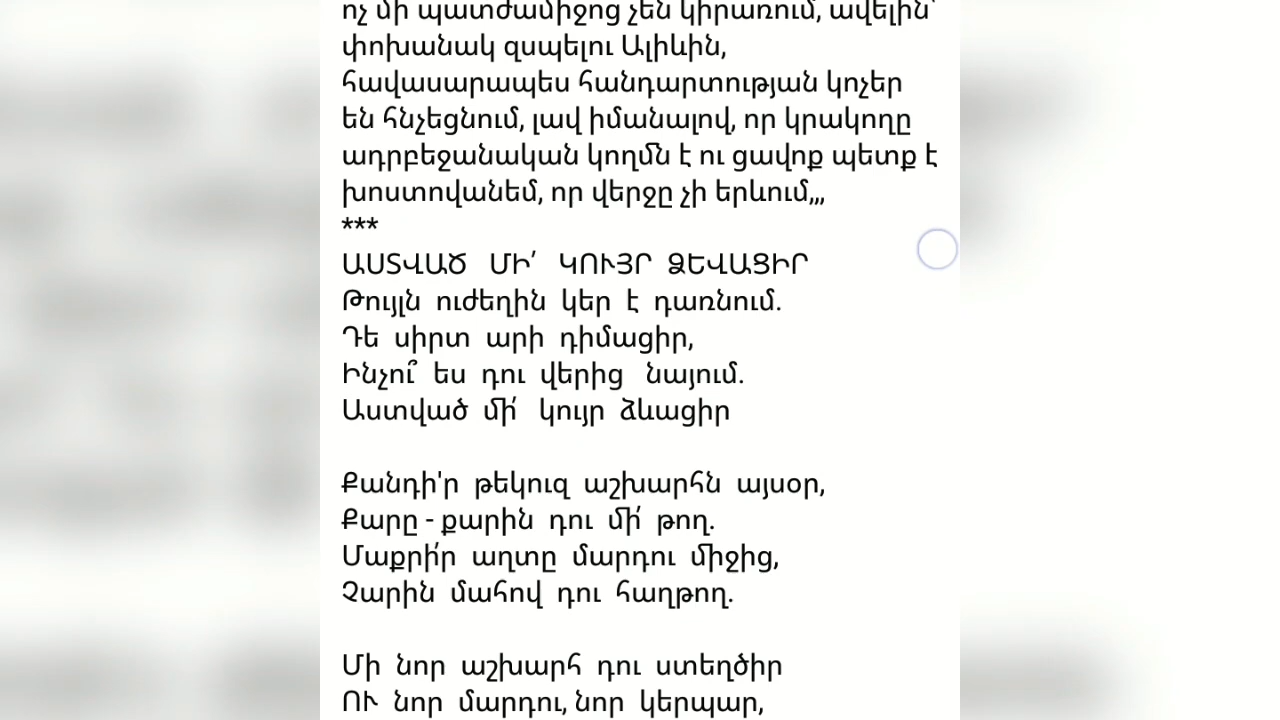 ոչ մի պատժամիջոց չեն կիրառում, ավելին՝
փոխանակ զսպելու Ալիևին,
հավասարապես հանդարտության կոչեր
են հնչեցնում, լավ իմանալով, որ կրակողը
ադրբեջանական կողմն է ու ցավոք պետք է
խոստովանեմ, որ վերջը չի երևում,,,
***
ԱՍՏՎԱԾ ՄԻ՛ ԿՈՒՅՐ ՁԵՎԱՑԻՐ
Թույլն ուժեղին կեր է դառնում.
Դե սիրտ արի դիմացիր,
Ինչու՞ ես դու վերից նայում.
Աստված մի՛ կույր ձևացիր
Քանդի'ր թեկուզ աշխարհն այսօր,
Քարը - քարին դու մի՛ թող.
Մաքրի՛ր աղտը մարդու միջից,
Չարին մահով դու հաղթող.
Մի նոր աշխարհ դու ստեղծիր
ՈՒ նոր մարդու, նոր կերպար,